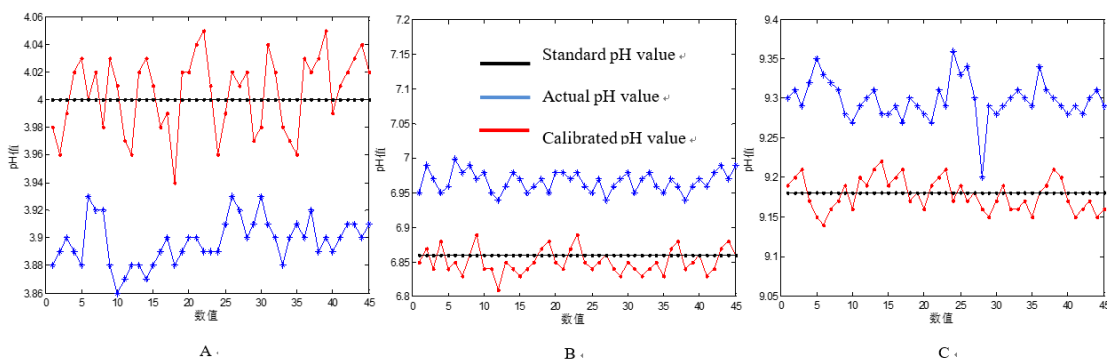 4.06
4.04
4.02
4
3.98
3.96
3.94
3.92
3.9
3.88
3.86
pH值
0 5 10 15 20 25 30 35 40 45
数值
A
7.2
7.15
7.1
7.05
7
6.95
6.9
6.85
6.8
pH值
Standard pH value
Actual pH value
Calibrated pH value
0 5 10 15 20 25 30 35 40 45
数值
B
9.4
9.35
9.3
9.25
9.2
9.15
9.1
9.05
pH值
0 5 10 15 20 25 30 35 40 45
数值
C